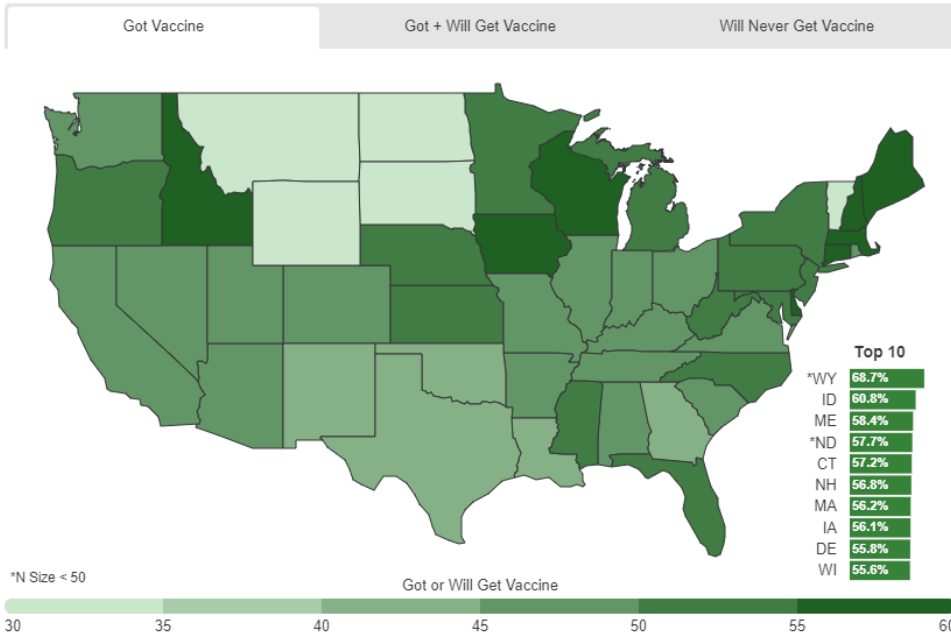 Got Vaccine
Got + Will Get Vaccine
Will Never Get Vaccine
Top 10
*WY 68.7%
ID 60.8%
ME 58.4%
*ND 57.7%
CT 57.2%
NH 56.8%
MA 56.2%
IA 56.1%
DE 55.8%
WI 55.6%
*N Size < 50
Got or Will Get Vaccine
30 35 40 45 50 55